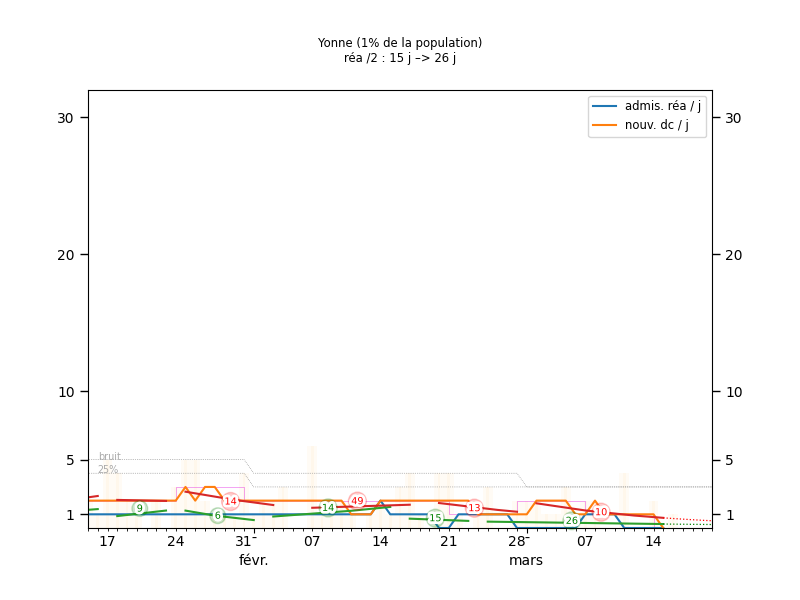 Yonne (1% de la population)
réa /2 : 15 j –> 26 j
admis. réa / j
nouv. dc / j
30 30
20 20
10 10
5 5
1 1
bruit
25%
9 6 14 14 49 15 13 26 10
17 24 31- 07 14 21 28- 07 14
févr. mars